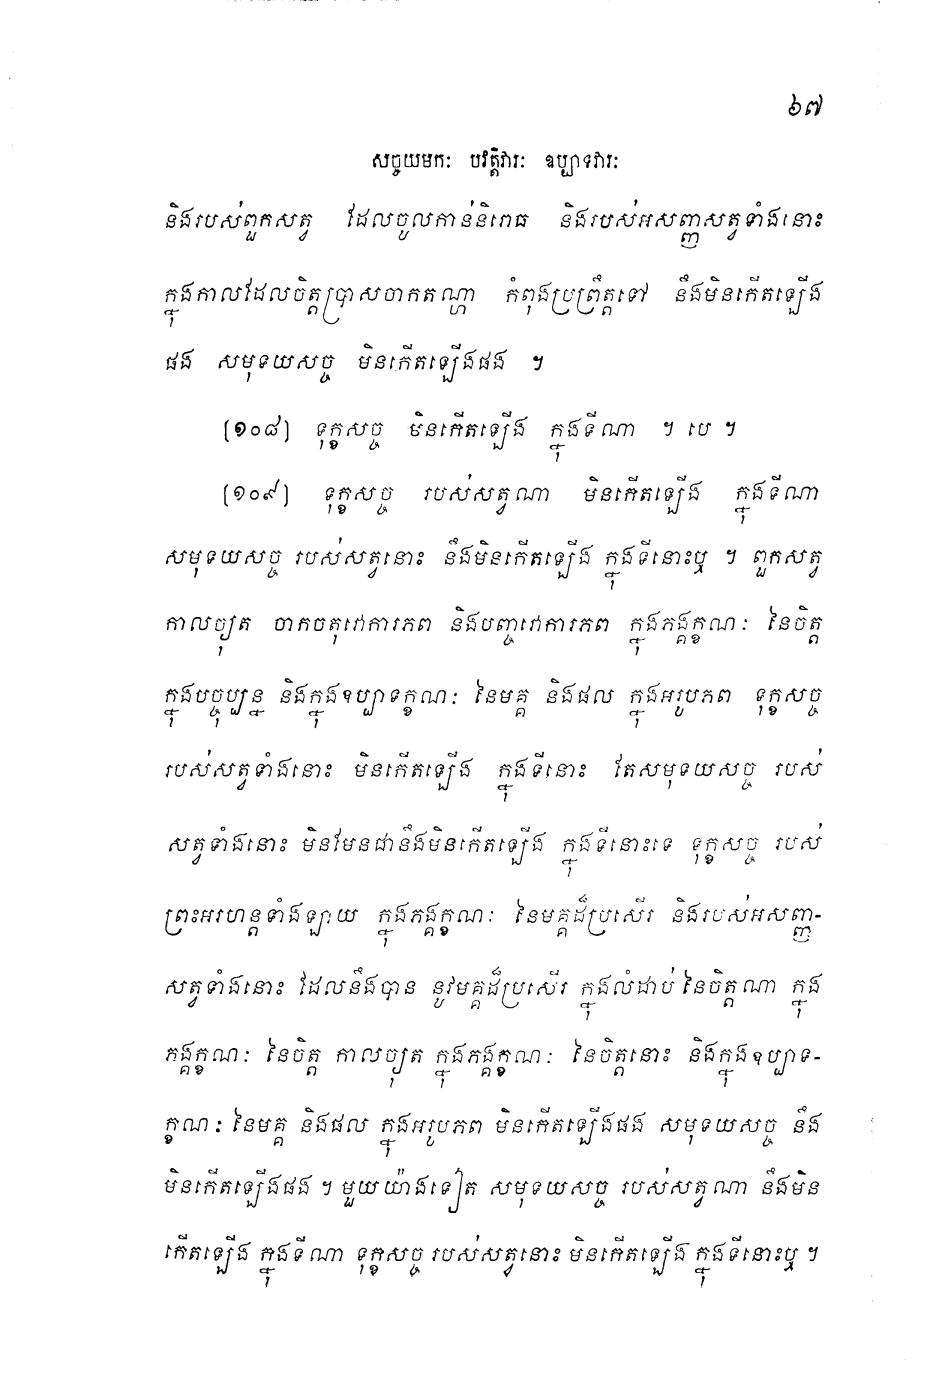 ៦៧
សច្ចយមកៈ បវត្តិវារៈ ឧប្បាទវារៈ
និងរបស់ពួកសត្វ ដែលចូលកាន់និរោធ និងរបស់អសញ្ញសត្វទាំងនោះ
ក្នុងកាលដែលចិត្តប្រាសចាកតណ្ហា កំពុងប្រព្រឹត្តទៅ នឹងមិនកើតឡើង
ផង សមុទយសច្ច មិនកើតឡើងផង ។
[១០៨] ទុក្ខសច្ច មិនកើតឡើង ក្នុងទីណា ។ បេ ។
[១០៩] ទុក្ខសច្ច របស់សត្វណា មិនកើតឡើង ក្នុងទីណា
សមុទយសច្ច របស់សត្វនោះ នឹងមិនកើតឡើង ក្នុងទីនោះឬ ។ ពួកសត្វ
កាលច្យុត ចាកចតុវោការភព និងបញ្ចវោការភព ក្នុងភង្គក្ខណៈ នៃចិត្ត
ក្នុងបច្ចុប្បន្ន និងក្នុងឧប្បាទក្ខណៈ នៃមគ្គ និងផល ក្នុងអរូបភព ទុក្ខសច្ច
របស់សត្វទាំងនោះ មិនកើតឡើង ក្នុងទីនោះ តែសមុទយសច្ច របស់
សត្វទាំងនោះ មិនមែនជានឹងមិនកើតឡើង ក្នុងទីនោះទេ ទុក្ខសច្ច របស់
ព្រះអរហន្តទាំងឡាយ ក្នុងភង្គក្ខណៈ នៃមគ្គដ៏ប្រសើរ និងរបស់អសញ្ញ-
សត្វទាំងនោះ ដែលនឹងបាន នូវមគ្គដ៏ប្រសើរ ក្នុងលំដាប់ នៃចិត្តណា ក្នុង
ភង្គក្ខណៈ នៃចិត្ត កាលច្យុត ក្នុងភង្គក្ខណៈ នៃចិត្តនោះ និងក្នុងឧប្បាទ-
ក្ខណៈ នៃមគ្គ និងផល ក្នុងអរូបភព មិនកើតឡើងផង សមុទយសច្ច នឹង
មិនកើតឡើងផង ។ មួយយ៉ាងទៀត សមុទយសច្ច របស់សត្វណា នឹងមិន
កើតឡើង ក្នុងទីណា ទុក្ខសច្ច របស់សត្វនោះ មិនកើតឡើង ក្នុងទីនោះឬ ។